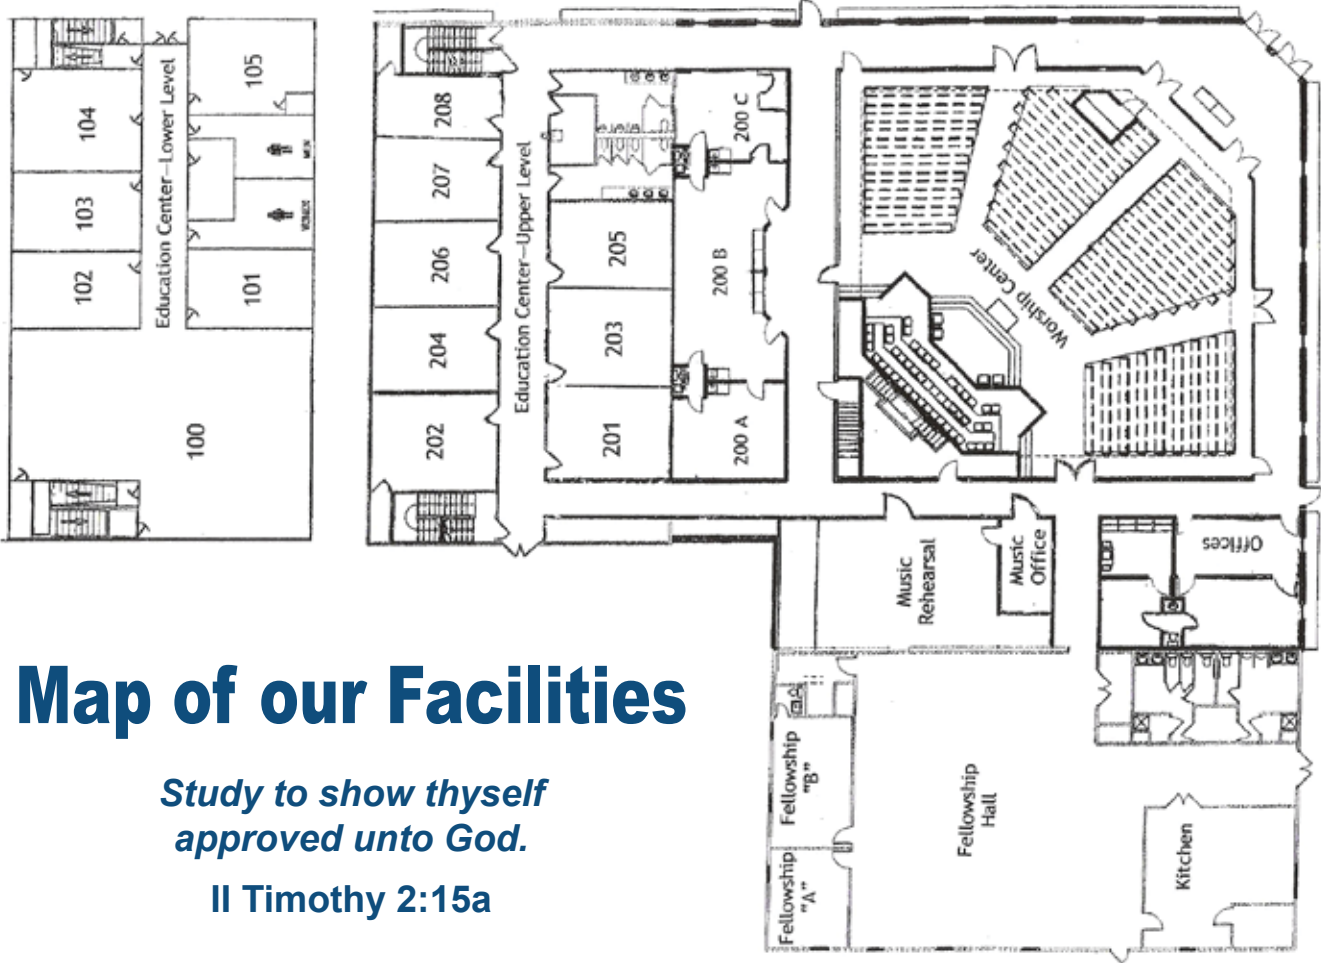 105
104
103
102
101
100
Education Center–Lower Level
MEN
WOMEN
208
207
206
204
202
Education Center–Upper Level
205
203
201
200 C
200 B
200 A
Worship Center
Music
Rehearsal
Music
Office
Offices
Fellowship
"B"
Fellowship
"A"
Fellowship
Hall
Kitchen
Map of our Facilities
Study to show thyself
approved unto God.
II Timothy 2:15a